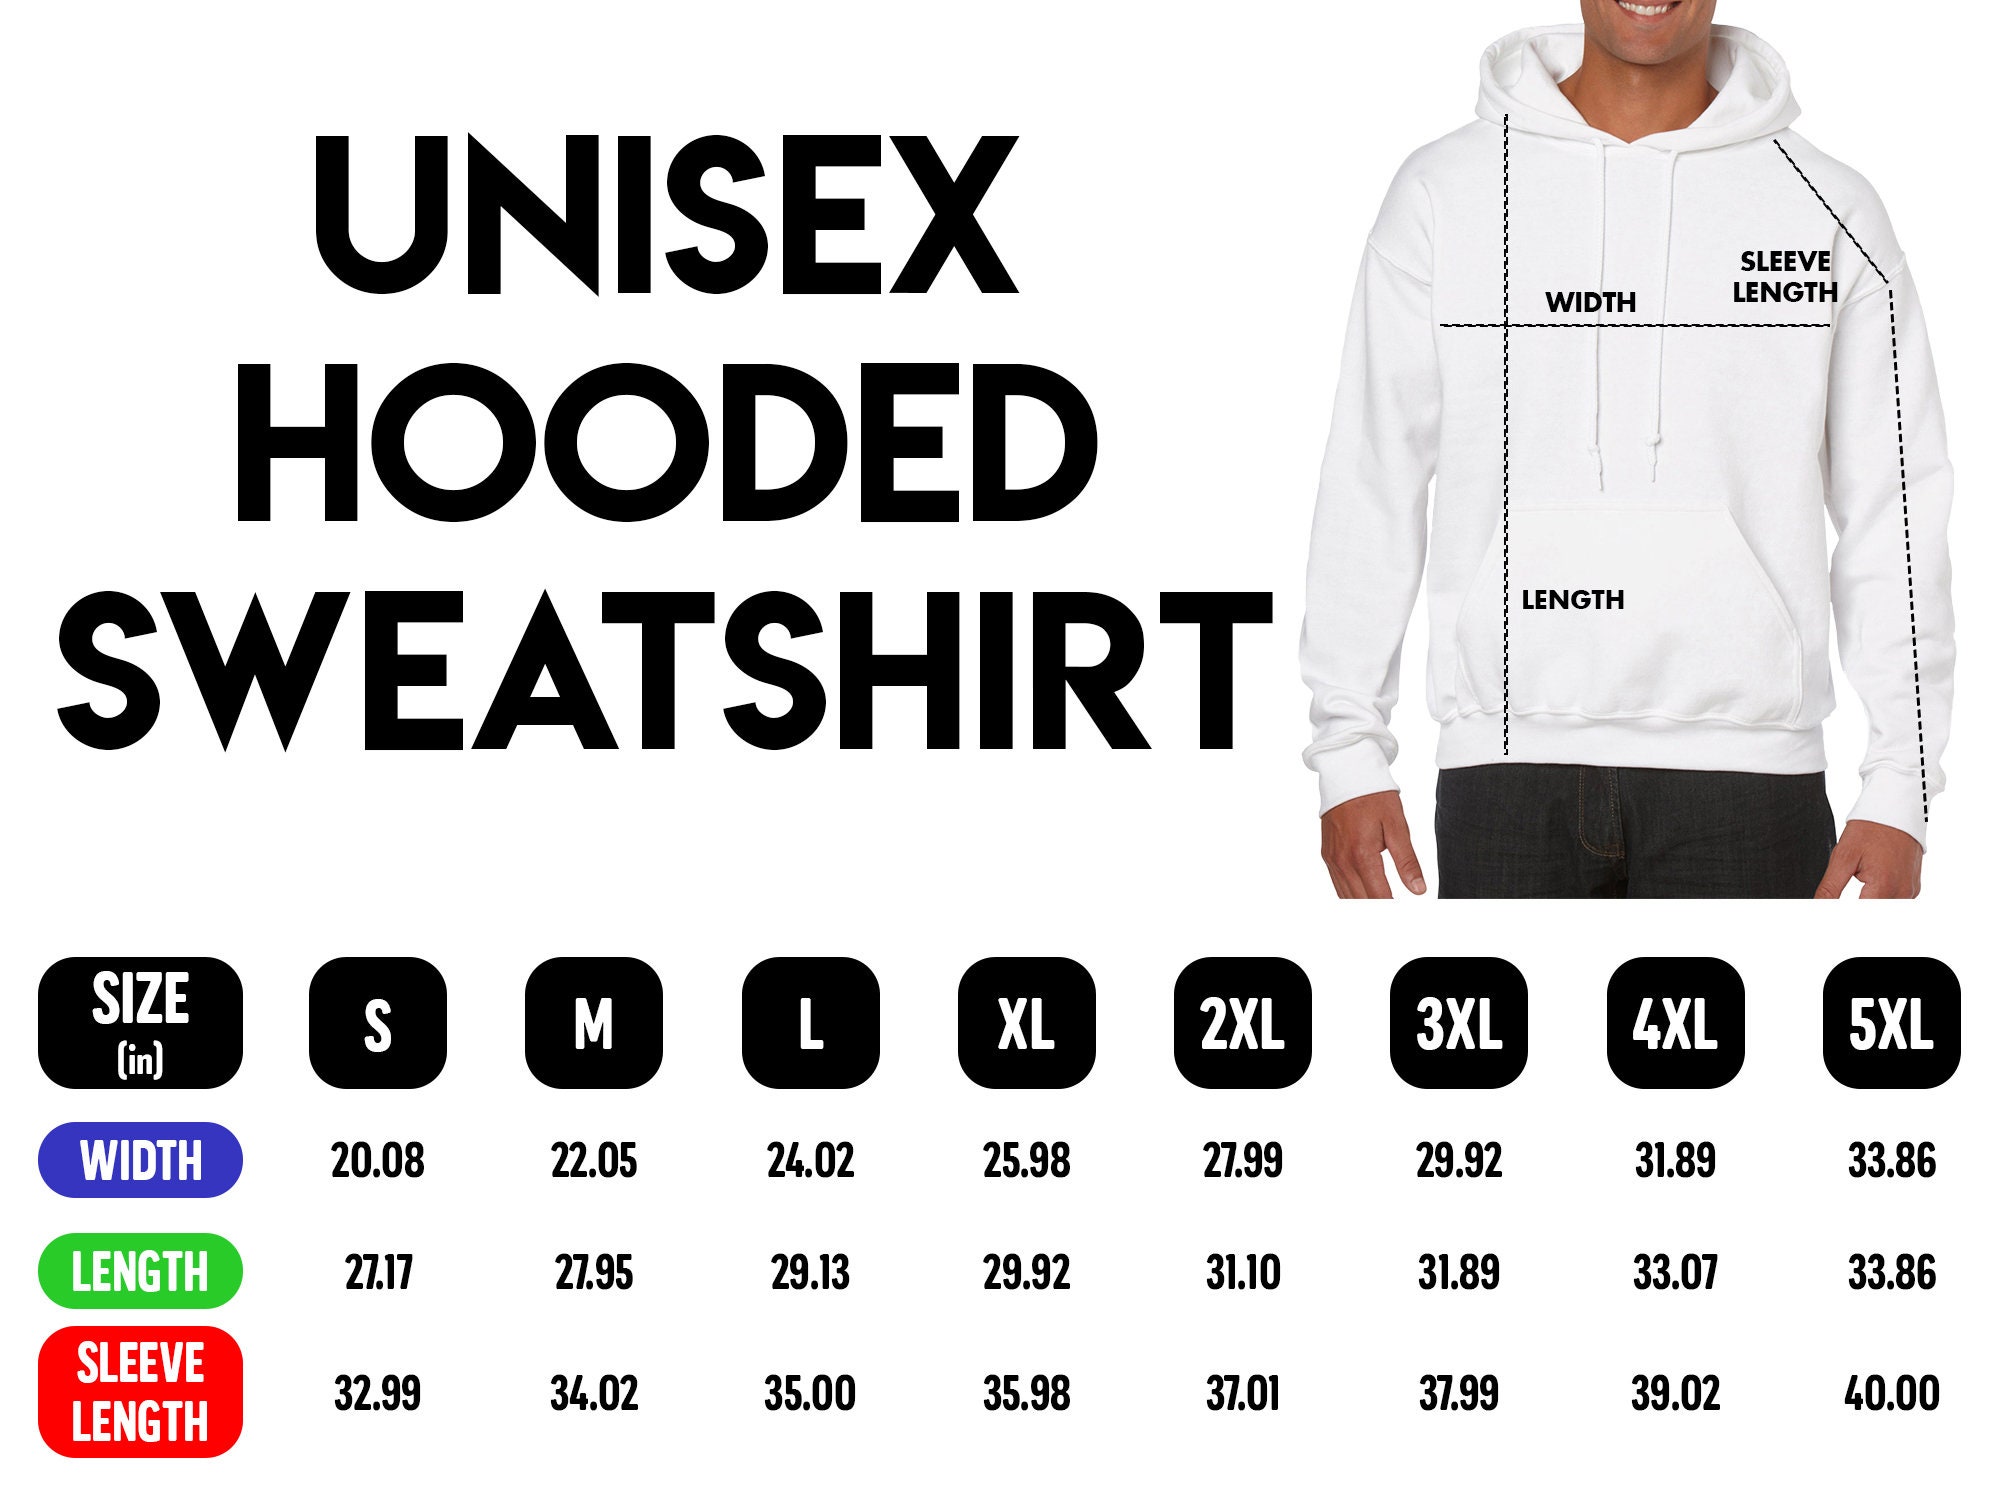 UNISEX
HOODED
SWEATSHIRT
SLEEVE
LENGTH
WIDTH
LENGTH
SIZE S M L XL 2XL 3XL 4XL 5XL
(in)
WIDTH 20.08 22.05 24.02 25.98 27.99 29.92 31.89 33.86
LENGTH 27.17 27.95 29.13 29.92 31.10 31.89 33.07 33.86
SLEEVE
LENGTH 32.99 34.02 35.00 35.98 37.01 37.99 39.02 40.00